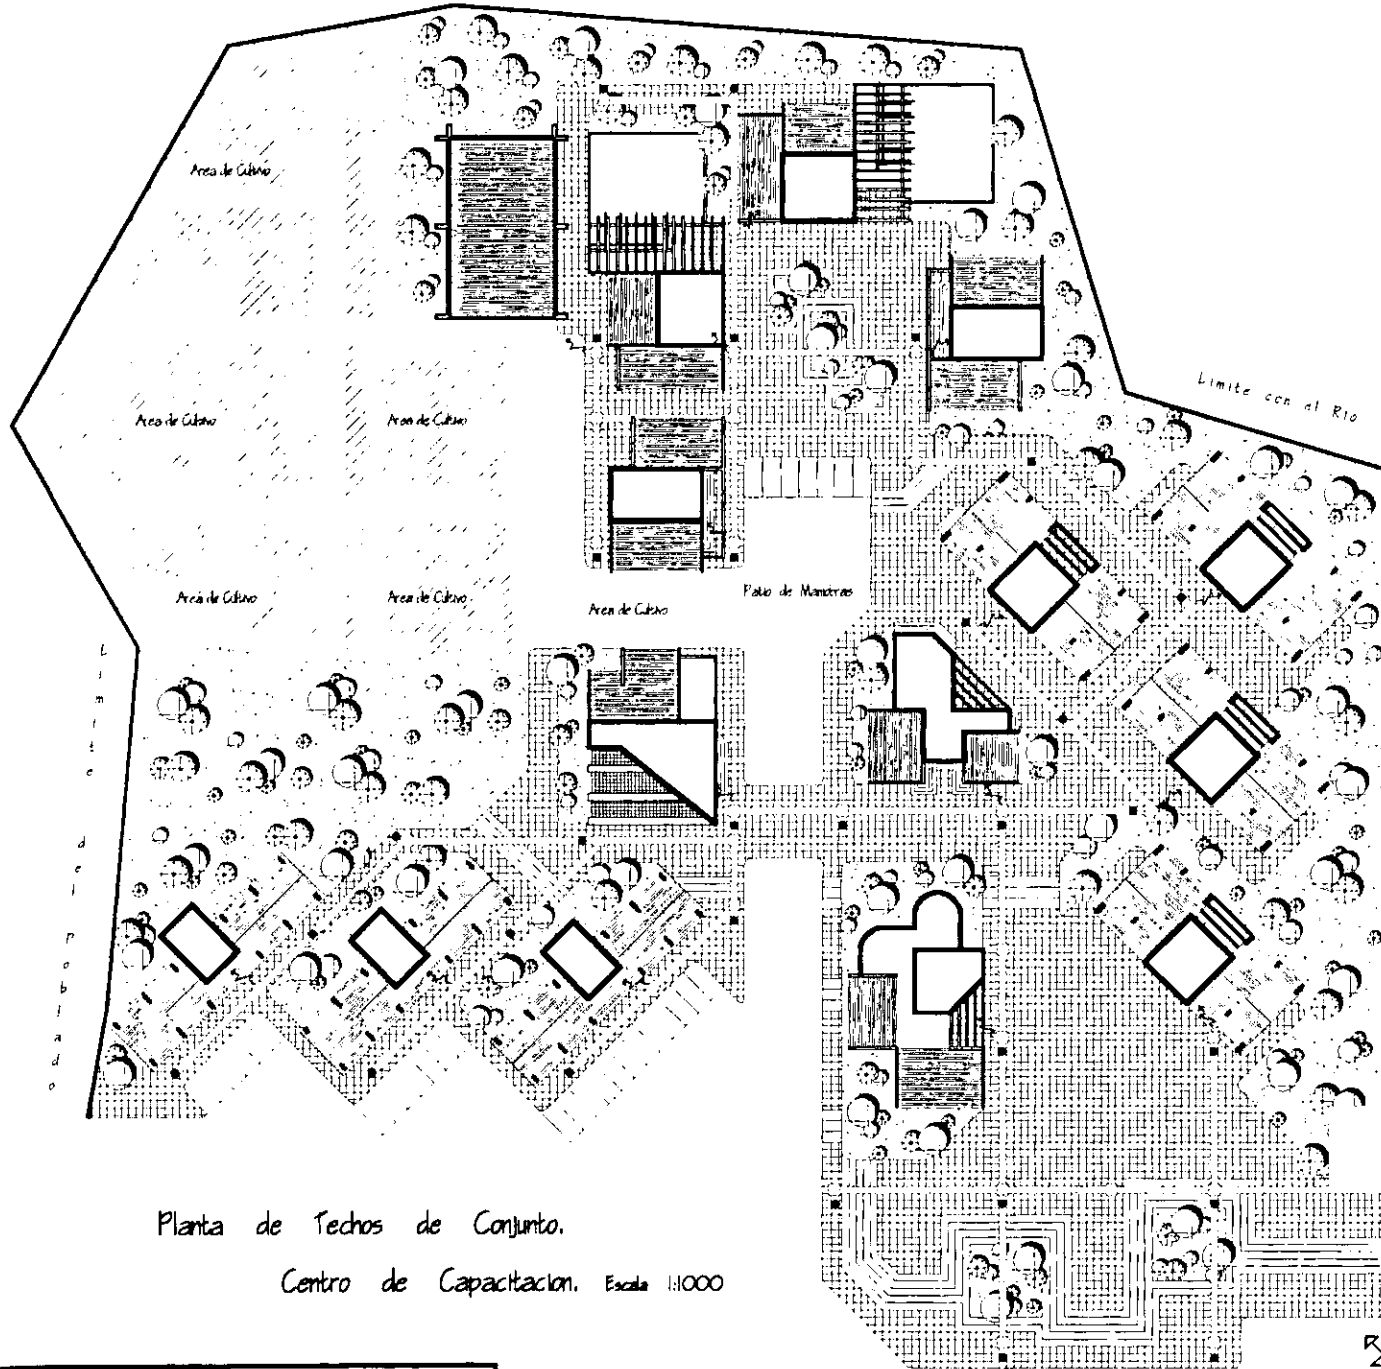 Area de Cultivo
Limite con el Rio
Area de Cultivo
Area de Cultivo
Area de Cultivo
Area de Cultivo
Area de Cultivo
Patio de Maniobras
Limite del Poblado
Planta de Techos de Conjunto.
Centro de Capacitacion. Escala 1:1000